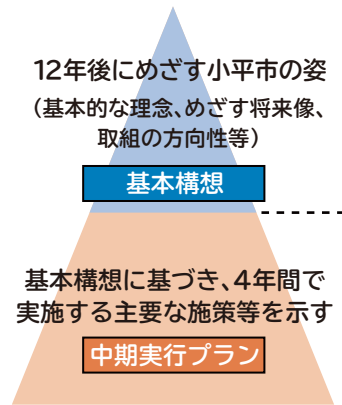 12年後にめざす小平市の姿
（基本的な理念、めざす将来像、
取組の方向性等）
基本構想
基本構想に基づき、4年間で
実施する主要な施策等を示す
中期実行プラン